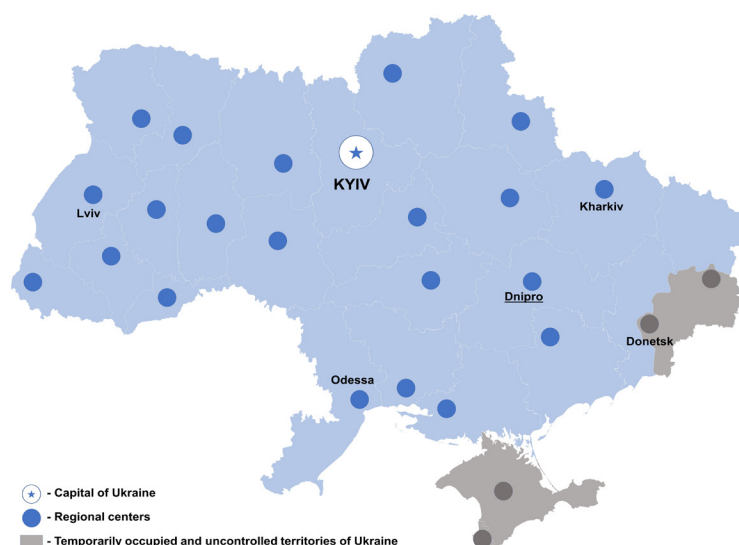 KYIV
Lviv
Kharkiv
Dnipro
Donetsk
Odessa
- Capital of Ukraine
- Regional centers
- Temporarily occupied and uncontrolled territories of Ukraine